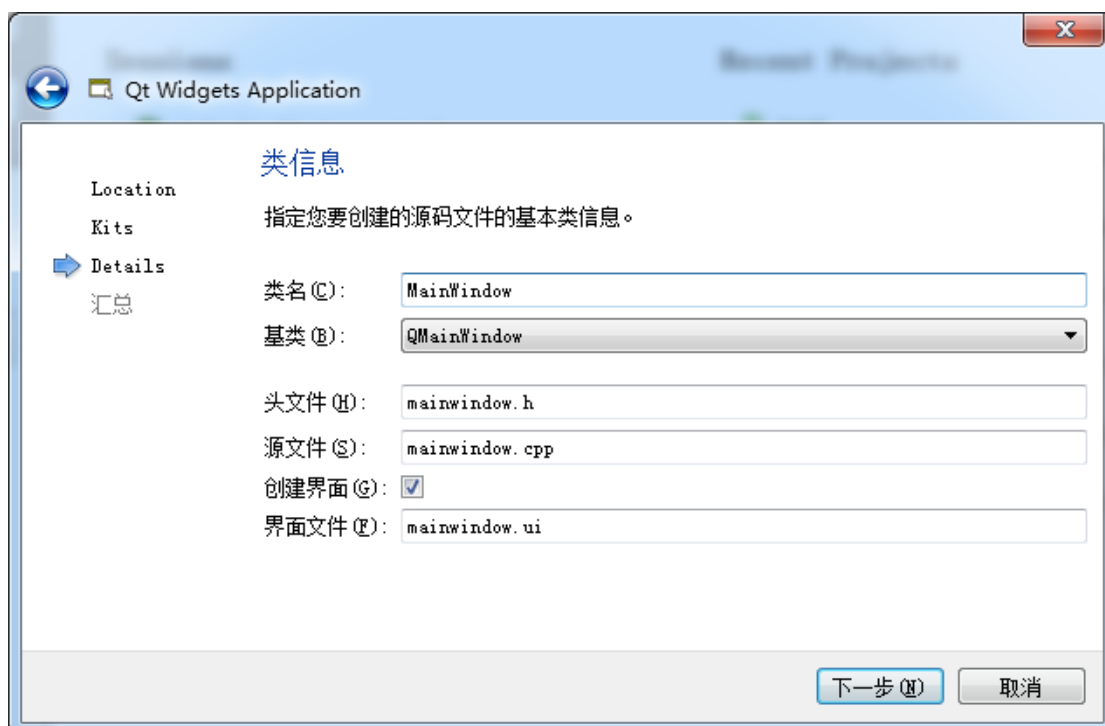 Sessions
Recent Projects
Qt Widgets Application
类信息
Location
Kits
Details
汇总
指定您要创建的源码文件的基本类信息。
类名(C): MainWindow
基类(B): QMainWindow
头文件(H): mainwindow.h
源文件(S): mainwindow.cpp
创建界面(G):
界面文件(F): mainwindow.ui
下一步(N)
取消